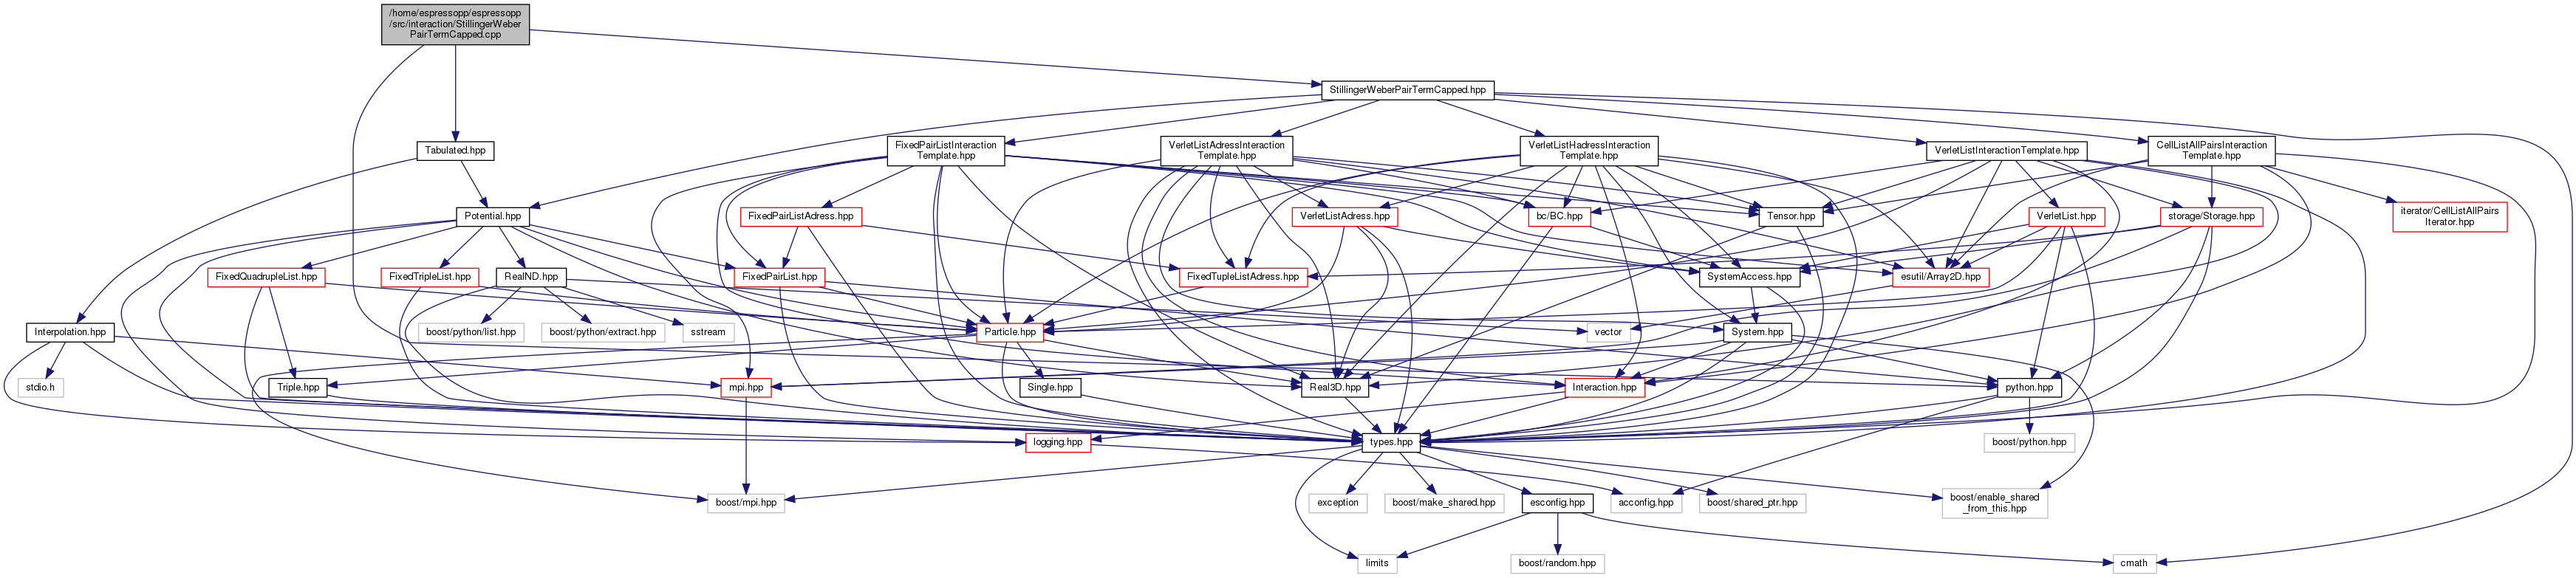 /home/espressopp/espressopp
/src/interaction/StillingerWeber
PairTermCapped.cpp
StillingerWeberPairTermCapped.hpp
Tabulated.hpp
FixedPairListInteraction
Template.hpp
VerletListAdressInteraction
Template.hpp
VerletListHadressInteraction
Template.hpp
VerletListInteractionTemplate.hpp
CellListAllPairsInteraction
Template.hpp
Potential.hpp
FixedPairListAdress.hpp
VerletListAdress.hpp
bc/BC.hpp
Tensor.hpp
VerletList.hpp
storage/Storage.hpp
iterator/CellListAllPairs
Iterator.hpp
FixedQuadrupleList.hpp
FixedTripleList.hpp
RealND.hpp
FixedPairList.hpp
FixedTupleListAdress.hpp
SystemAccess.hpp
esutil/Array2D.hpp
Interpolation.hpp
boost/python/list.hpp
boost/python/extract.hpp
sstream
Particle.hpp
vector
System.hpp
stdio.h
Triple.hpp
mpi.hpp
Single.hpp
Real3D.hpp
Interaction.hpp
python.hpp
logging.hpp
types.hpp
boost/python.hpp
boost/mpi.hpp
exception
boost/make_shared.hpp
esconfig.hpp
acconfig.hpp
boost/shared_ptr.hpp
boost/enable_shared
_from_this.hpp
limits
boost/random.hpp
cmath